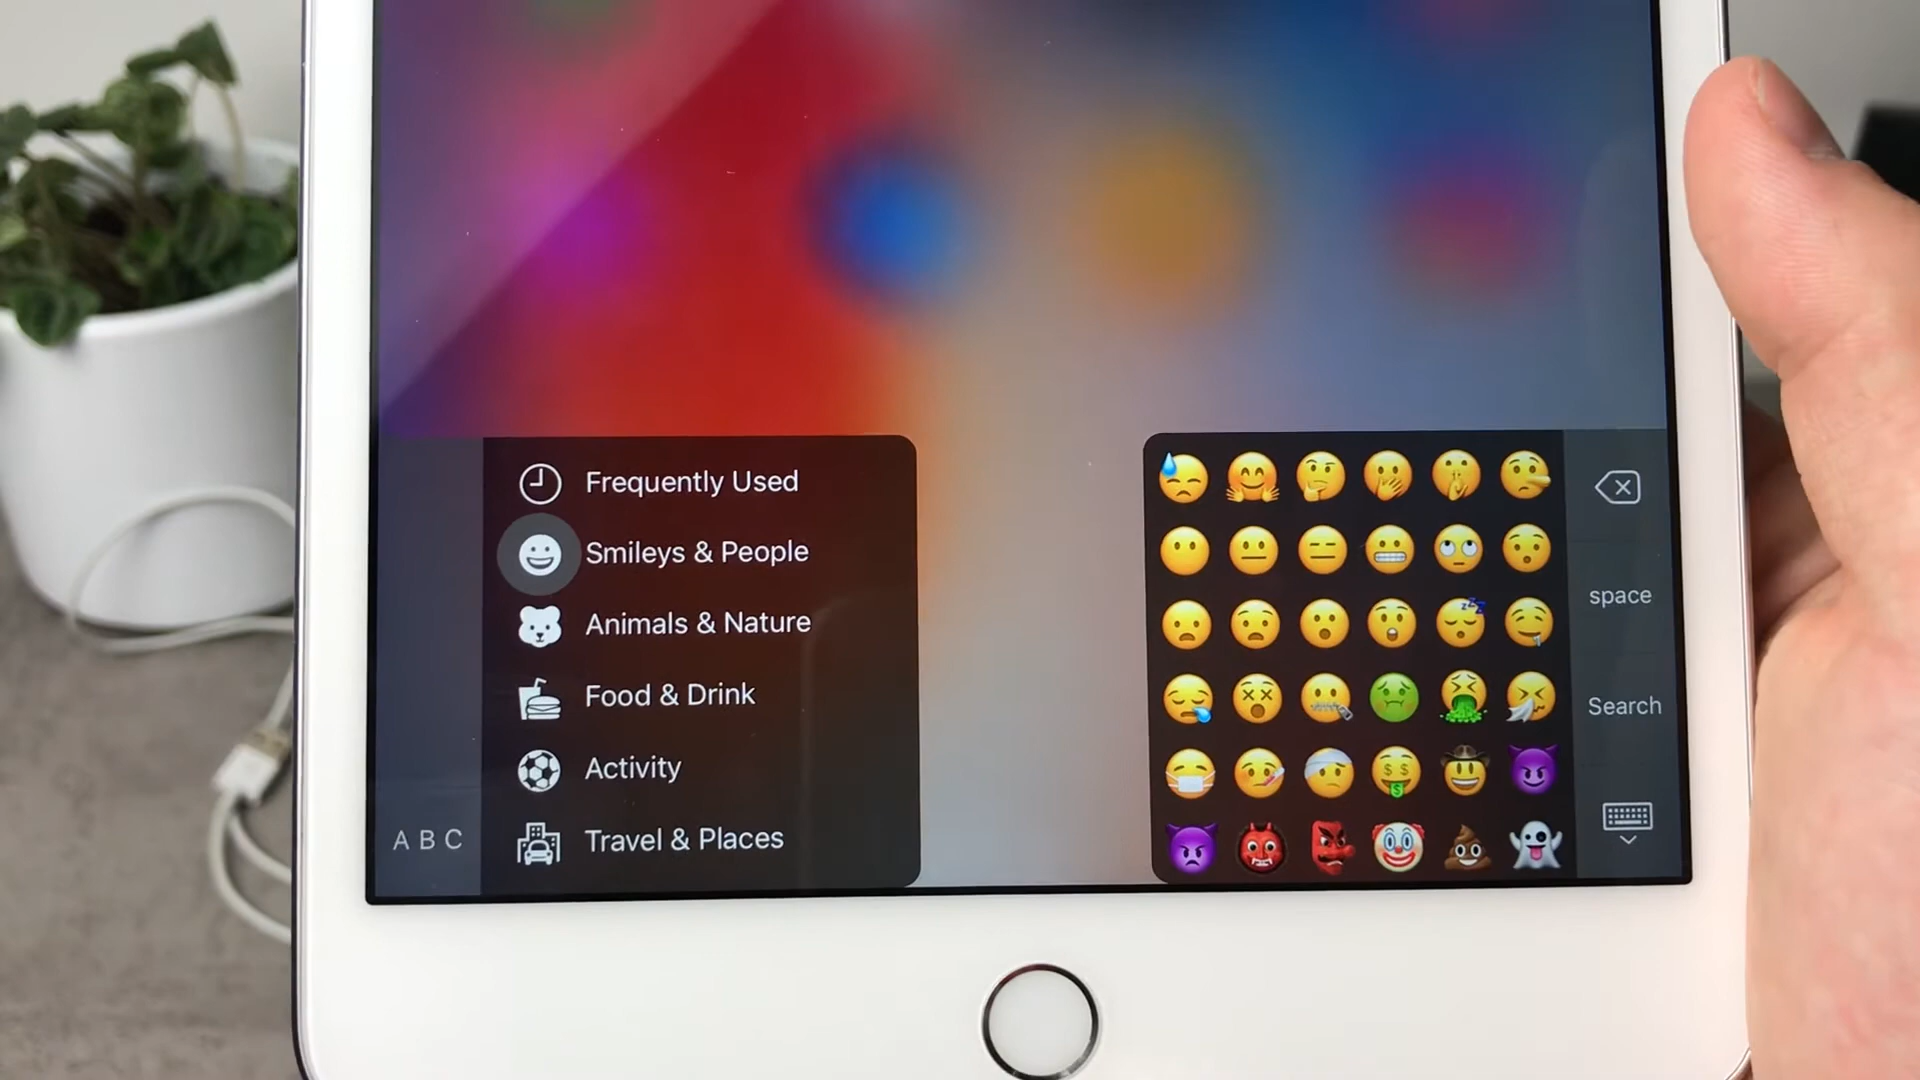 Frequently Used
Smileys & People
Animals & Nature
Food & Drink
Activity
Travel & Places
A B C
space
Search